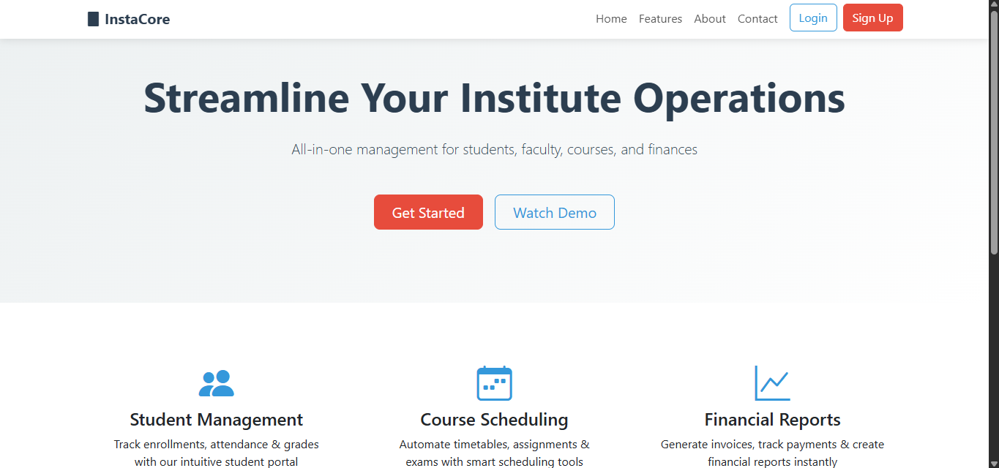 InstaCore
Home Features About Contact Login Sign Up
Streamline Your Institute Operations
All-in-one management for students, faculty, courses, and finances
Get Started Watch Demo
Student Management
Track enrollments, attendance & grades
with our intuitive student portal
Course Scheduling
Automate timetables, assignments &
exams with smart scheduling tools
Financial Reports
Generate invoices, track payments & create
financial reports instantly